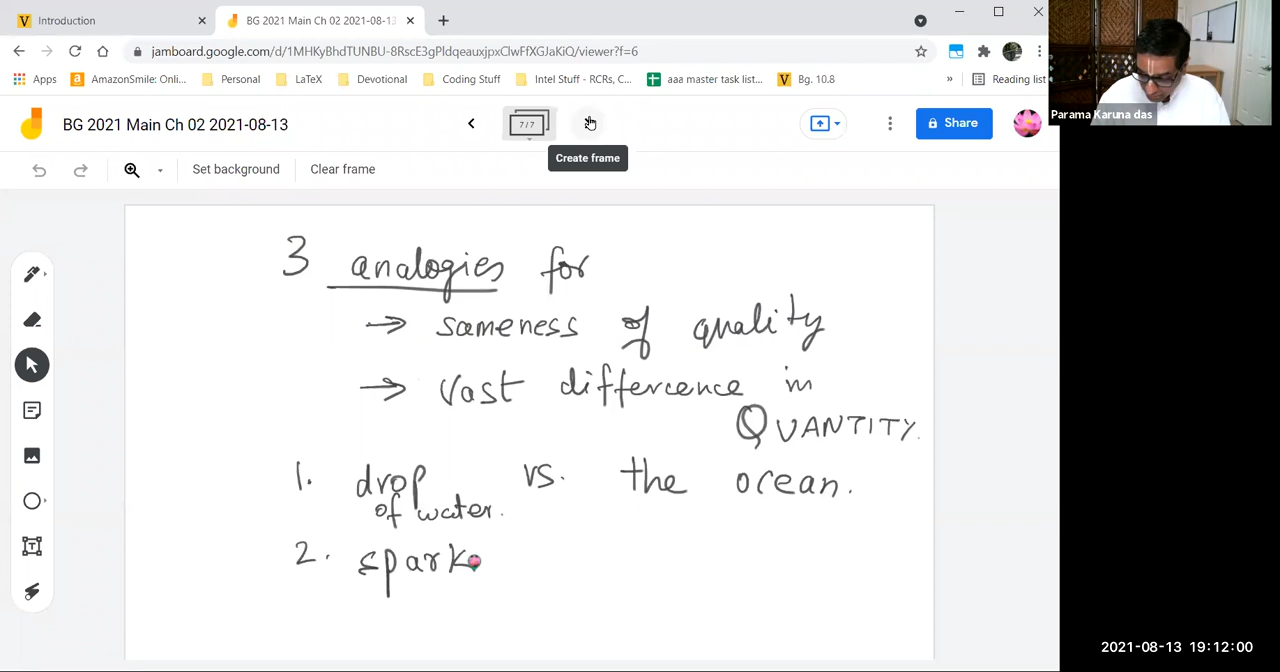 Introduction
BG 2021 Main Ch 02 2021-08-13
jamboard.google.com/d/1MHKyBhdTUNBU-8RscE3gPldqeauxjpxClwFfXGJaKiQ/viewer?f=6
Apps
AmazonSmile: Onli...
Personal
LaTeX
Devotional
Coding Stuff
Intel Stuff - RCRs, C...
aaa master task list...
Bg. 10.8
»
Reading list
BG 2021 Main Ch 02 2021-08-13
7/7
Share
Parama Karuna das
Create frame
Set background
Clear frame
3 analogies for
→ sameness of quality
→ Vast difference in
QUANTITY.
1. drop vs. the ocean.
of water.
2. spark
2021-08-13 19:12:00